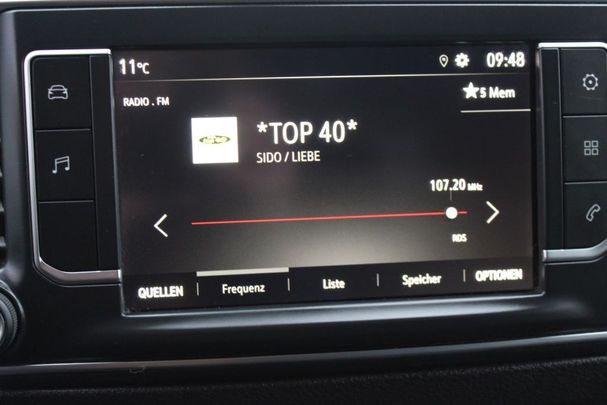 11°C 09:48
RADIO . FM
5 Mem
*TOP 40*
SIDO / LIEBE
107.20 MHz
RDS
QUELLEN Frequenz Liste Speicher OPTIONEN